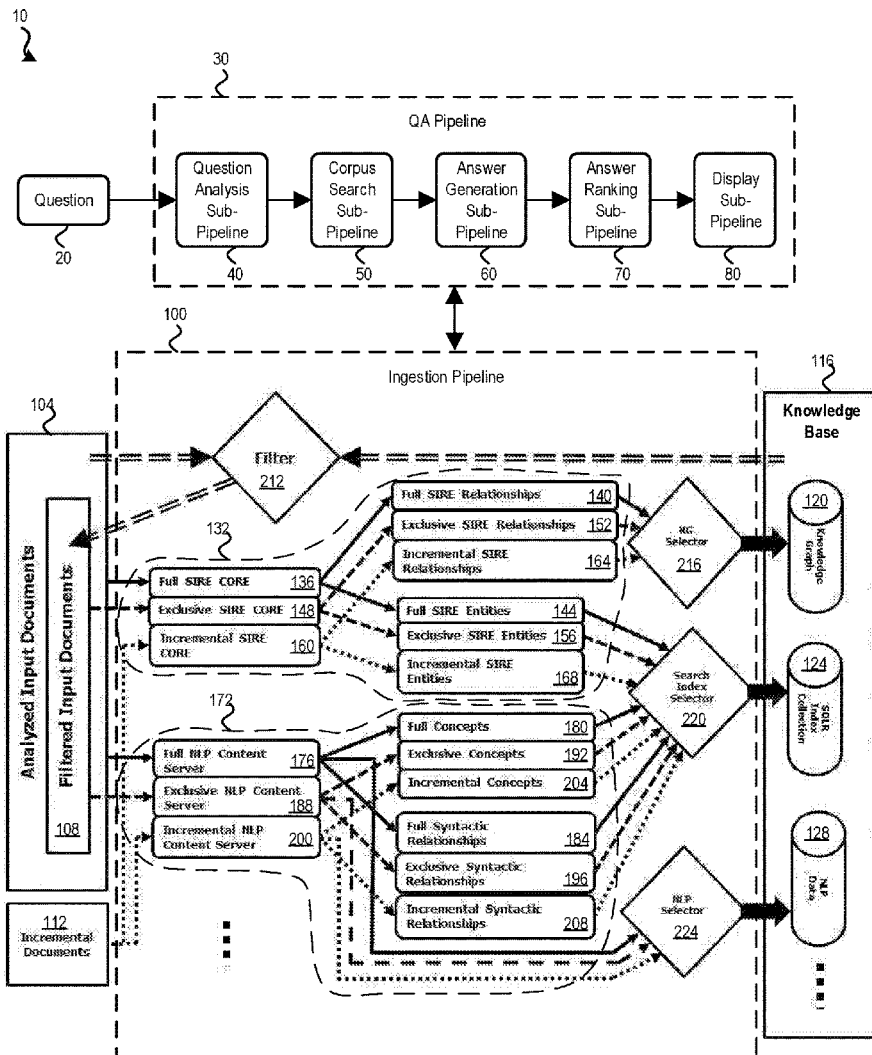 10
30
QA Pipeline
Question
20
Question
Analysis
Sub-
Pipeline
40
Corpus
Search
Sub-
Pipeline
50
Answer
Generation
Sub-
Pipeline
60
Answer
Ranking
Sub-
Pipeline
70
Display
Sub-
Pipeline
80
100
Ingestion Pipeline
104
Analyzed Input Documents
Filtered Input Documents
108
112
Incremental
Documents
Filter
212
132
Full SIRE CORE 136
Exclusive SIRE CORE 148
Incremental SIRE
CORE 160
Full SIRE Relationships 140
Exclusive SIRE Relationships 152
Incremental SIRE
Relationships 164
Full SIRE Entities 144
Exclusive SIRE Entities 156
Incremental SIRE
Entities 168
172
Full NLP Content
Server 176
Exclusive NLP Content
Server 188
Incremental NLP
Content Server 200
Full Concepts 180
Exclusive Concepts 192
Incremental Concepts 204
Full Syntactic
Relationships 184
Exclusive Syntactic
Relationships 196
Incremental Syntactic
Relationships 208
KG
Selector
216
Search
Index
Selector
220
NLP
Selector
224
116
Knowledge
Base
120
Knowledge
Graph
124
SOLR
Index
Collection
128
NLP
Data